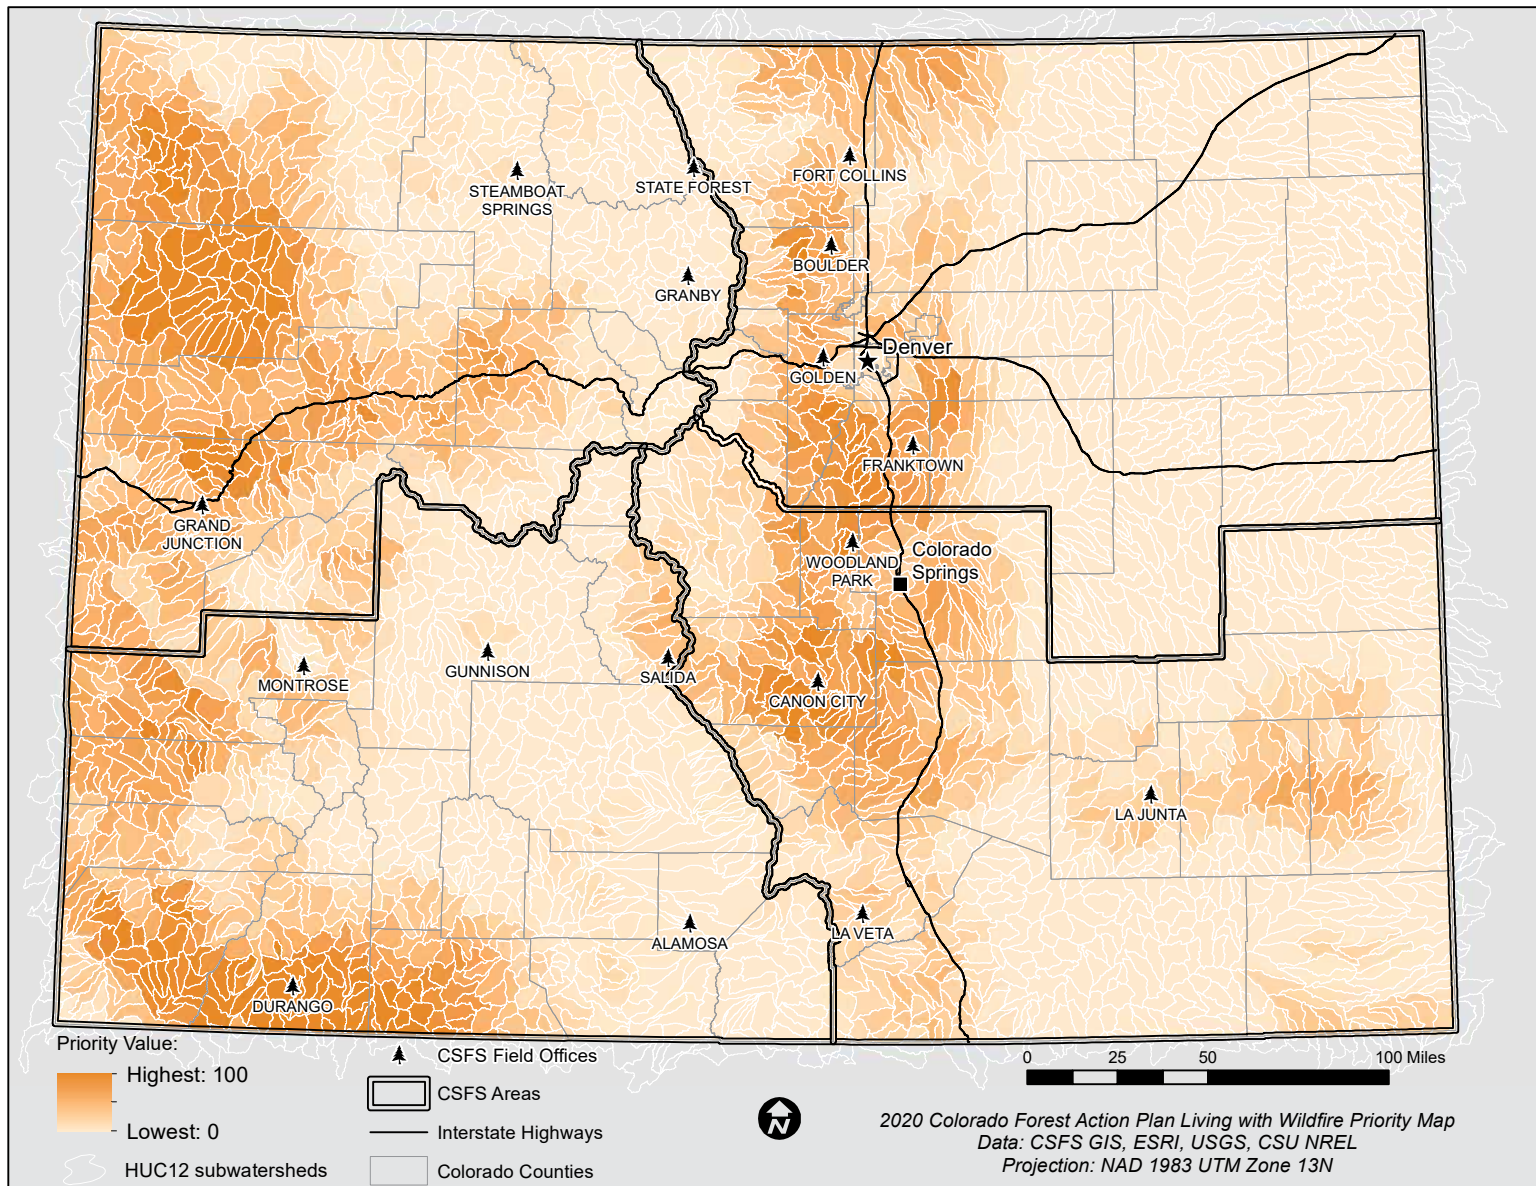 STEAMBOAT
SPRINGS
STATE FOREST
FORT COLLINS
BOULDER
GRANBY
Denver
GOLDEN
FRANKTOWN
GRAND
JUNCTION
WOODLAND
PARK
Colorado
Springs
MONTROSE
GUNNISON
SALIDA
CANON CITY
LA JUNTA
ALAMOSA
LA VETA
DURANGO
Priority Value:
Highest: 100
Lowest: 0
HUC12 subwatersheds
CSFS Field Offices
CSFS Areas
Interstate Highways
Colorado Counties
N
0 25 50 100 Miles
2020 Colorado Forest Action Plan Living with Wildfire Priority Map
Data: CSFS GIS, ESRI, USGS, CSU NREL
Projection: NAD 1983 UTM Zone 13N